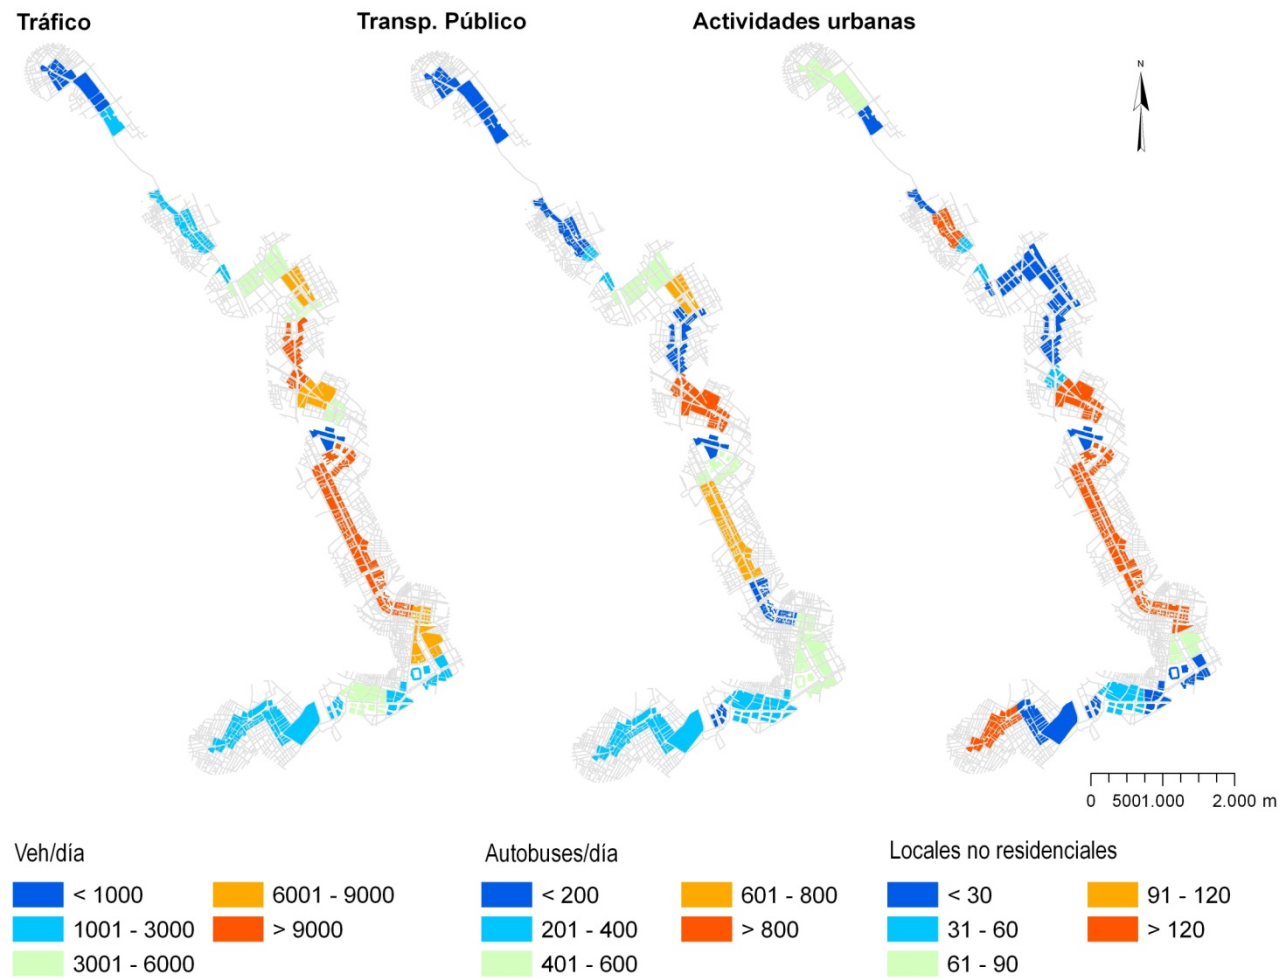 Tráfico Transp. Público Actividades urbanas
N
0 5001.000 2.000 m
Veh/día
< 1000
1001 - 3000
3001 - 6000
6001 - 9000
> 9000
Autobuses/día
< 200
201 - 400
401 - 600
601 - 800
> 800
Locales no residenciales
< 30
31 - 60
61 - 90
91 - 120
> 120